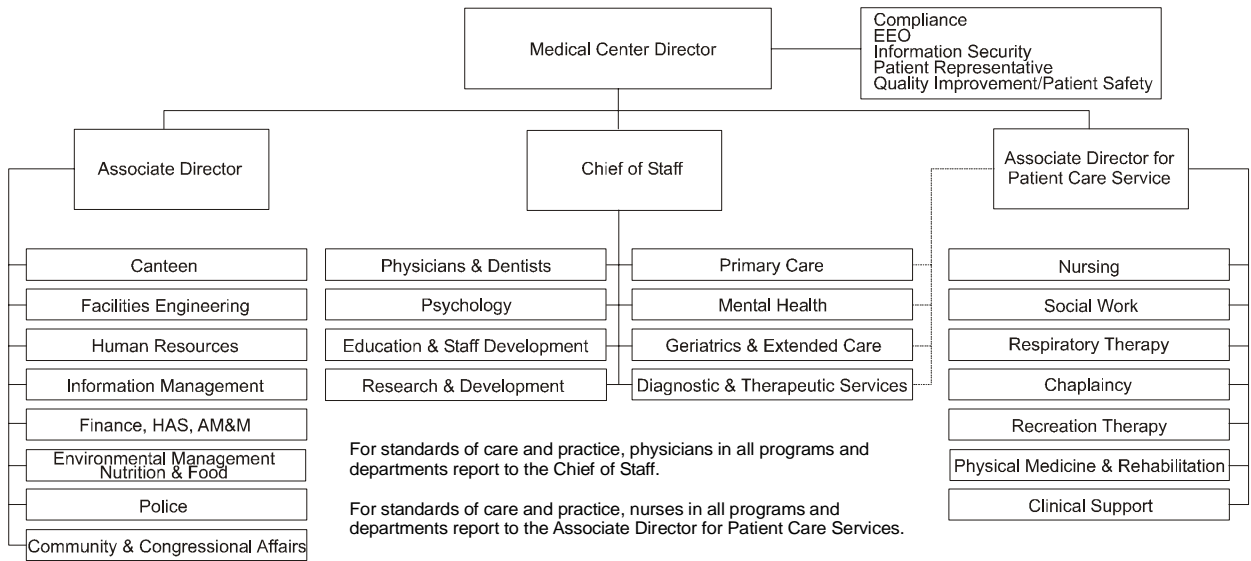 Medical Center Director
Compliance
EEO
Information Security
Patient Representative
Quality Improvement/Patient Safety
Associate Director
Chief of Staff
Associate Director for
Patient Care Service
Canteen
Facilities Engineering
Human Resources
Information Management
Finance, HAS, AM&M
Environmental Management
Nutrition & Food
Police
Community & Congressional Affairs
Physicians & Dentists
Psychology
Education & Staff Development
Research & Development
Primary Care
Mental Health
Geriatrics & Extended Care
Diagnostic & Therapeutic Services
Nursing
Social Work
Respiratory Therapy
Chaplaincy
Recreation Therapy
Physical Medicine & Rehabilitation
Clinical Support
For standards of care and practice, physicians in all programs and
departments report to the Chief of Staff.
For standards of care and practice, nurses in all programs and
departments report to the Associate Director for Patient Care Services.